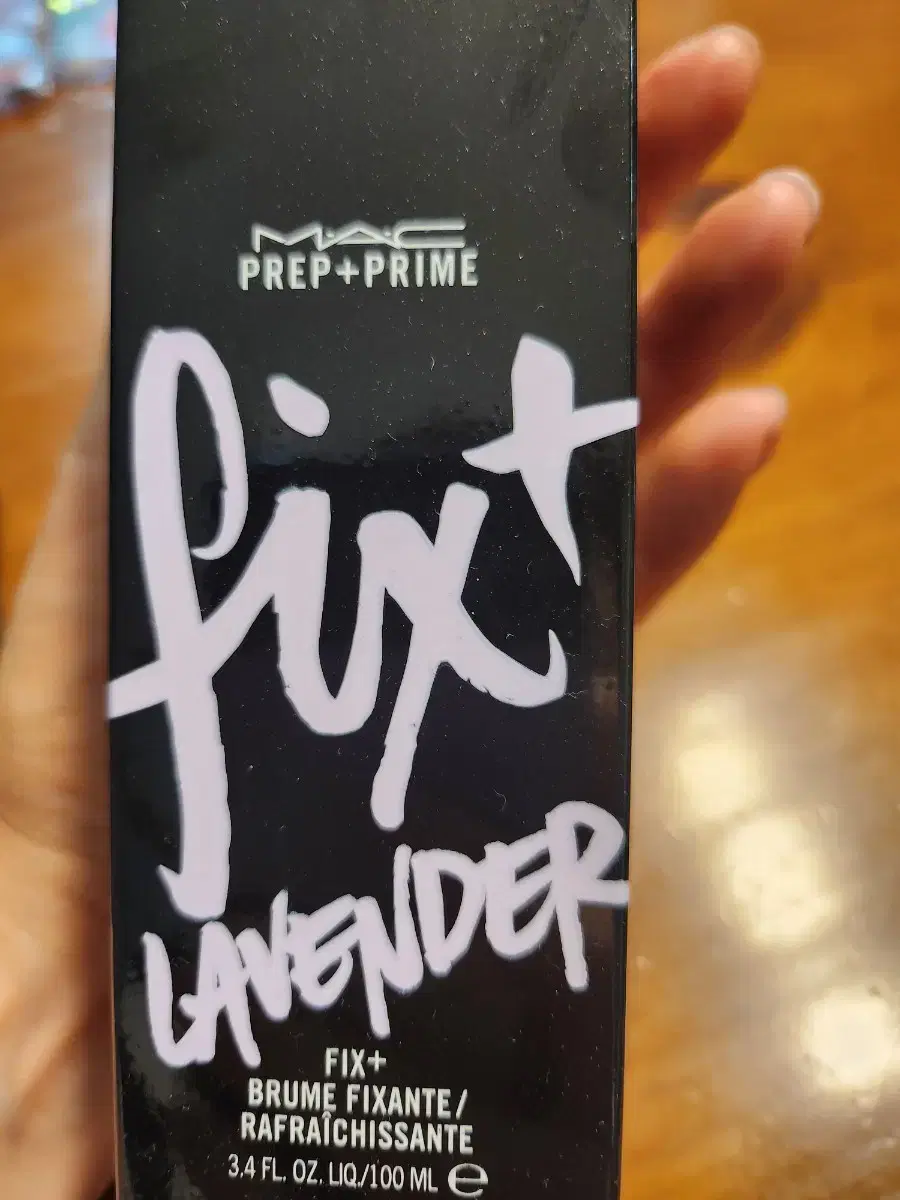 M·A·C
PREP+PRIME
fix+
LAVENDER
FIX+
BRUME FIXANTE/
RAFRAÎCHISSANTE
3.4 FL. OZ. LIQ./100 ML ℮